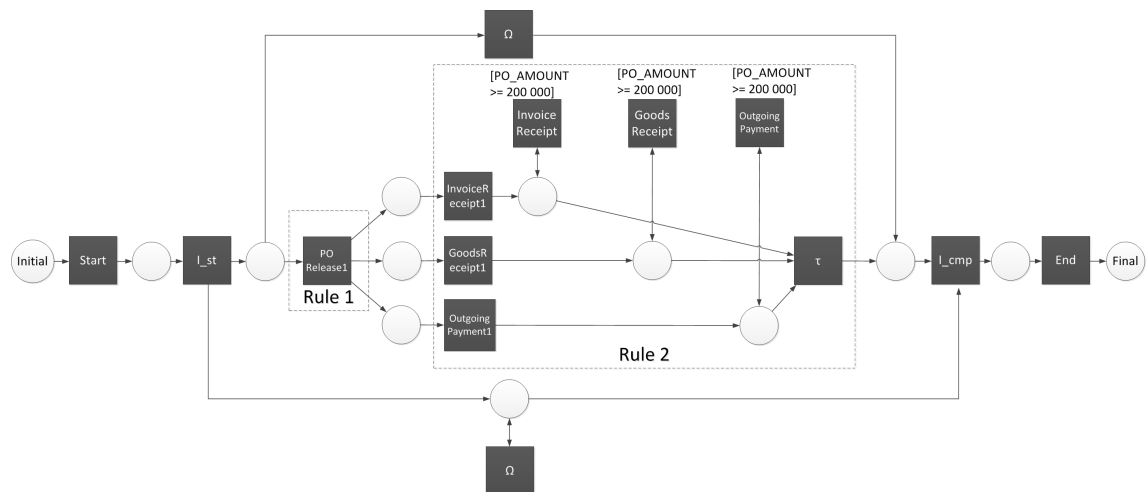 Ω
[PO_AMOUNT
>= 200 000]
[PO_AMOUNT
>= 200 000]
[PO_AMOUNT
>= 200 000]
Invoice
Receipt
Goods
Receipt
Outgoing
Payment
InvoiceR
eceipt1
Initial
Start
I_st
PO
Release1
Rule 1
GoodsR
eceipt1
τ
I_cmp
End
Final
Outgoing
Payment1
Rule 2
Ω